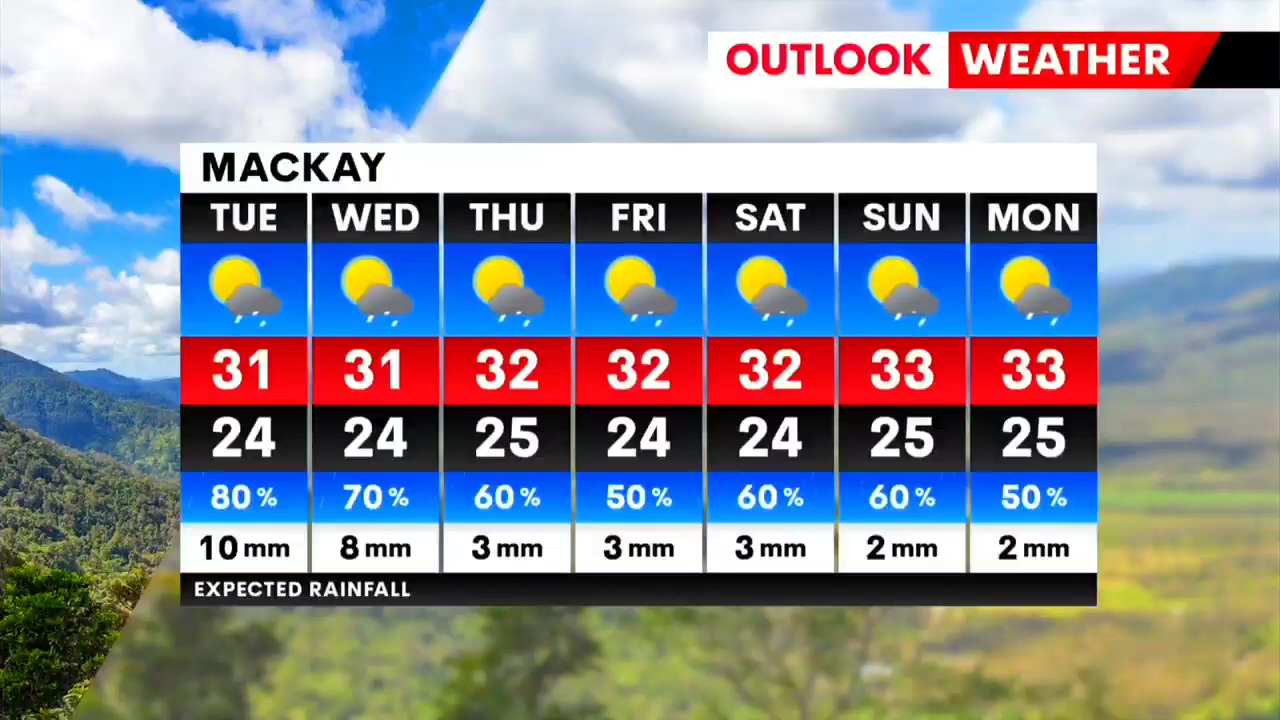 OUTLOOK WEATHER
MACKAY
TUE WED THU FRI SAT SUN MON
31 31 32 32 32 33 33
24 24 25 24 24 25 25
80% 70% 60% 50% 60% 60% 50%
10mm 8mm 3mm 3mm 3mm 2mm 2mm
EXPECTED RAINFALL